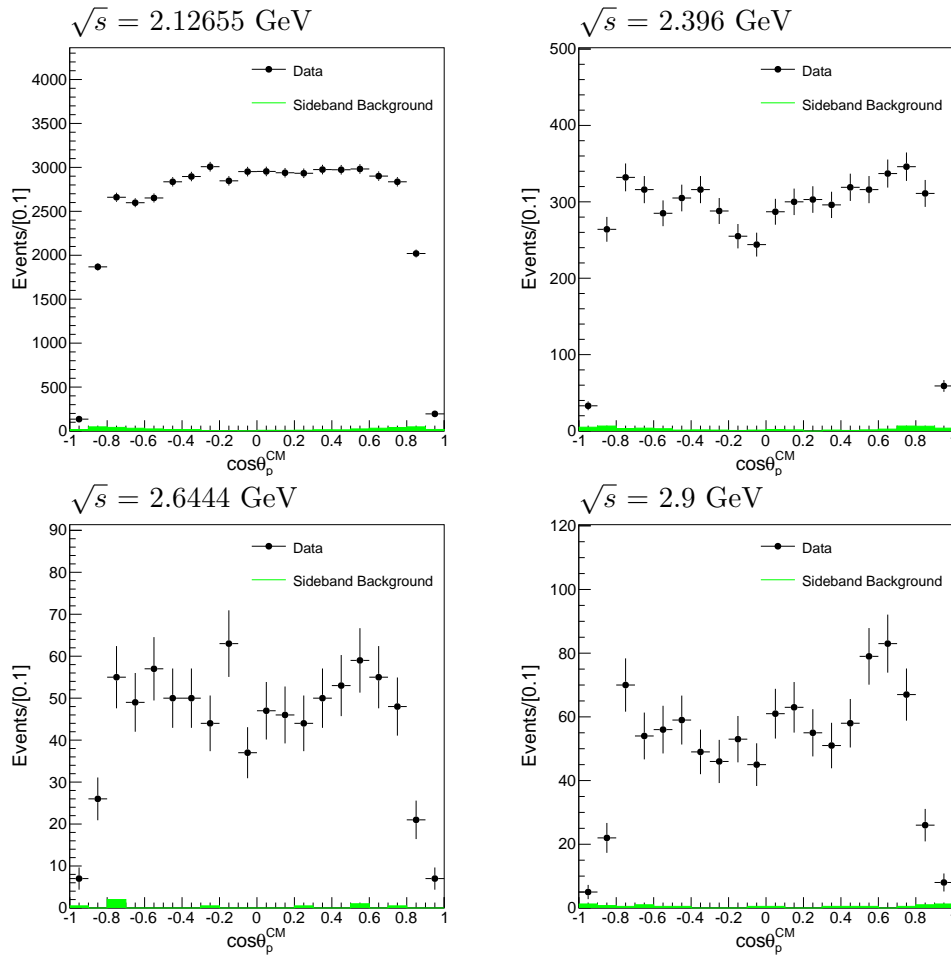 √s = 2.12655 GeV
Data
Sideband Background
Events/[0.1]
4000
3500
3000
2500
2000
1500
1000
500
0
-1 -0.8 -0.6 -0.4 -0.2 0 0.2 0.4 0.6 0.8 1
cosθ_p^CM
√s = 2.396 GeV
Data
Sideband Background
Events/[0.1]
500
400
300
200
100
0
-1 -0.8 -0.6 -0.4 -0.2 0 0.2 0.4 0.6 0.8
cosθ_p^CM
√s = 2.6444 GeV
Data
Sideband Background
Events/[0.1]
90
80
70
60
50
40
30
20
10
0
-1 -0.8 -0.6 -0.4 -0.2 0 0.2 0.4 0.6 0.8 1
cosθ_p^CM
√s = 2.9 GeV
Data
Sideband Background
Events/[0.1]
120
100
80
60
40
20
0
-1 -0.8 -0.6 -0.4 -0.2 0 0.2 0.4 0.6 0.8
cosθ_p^CM